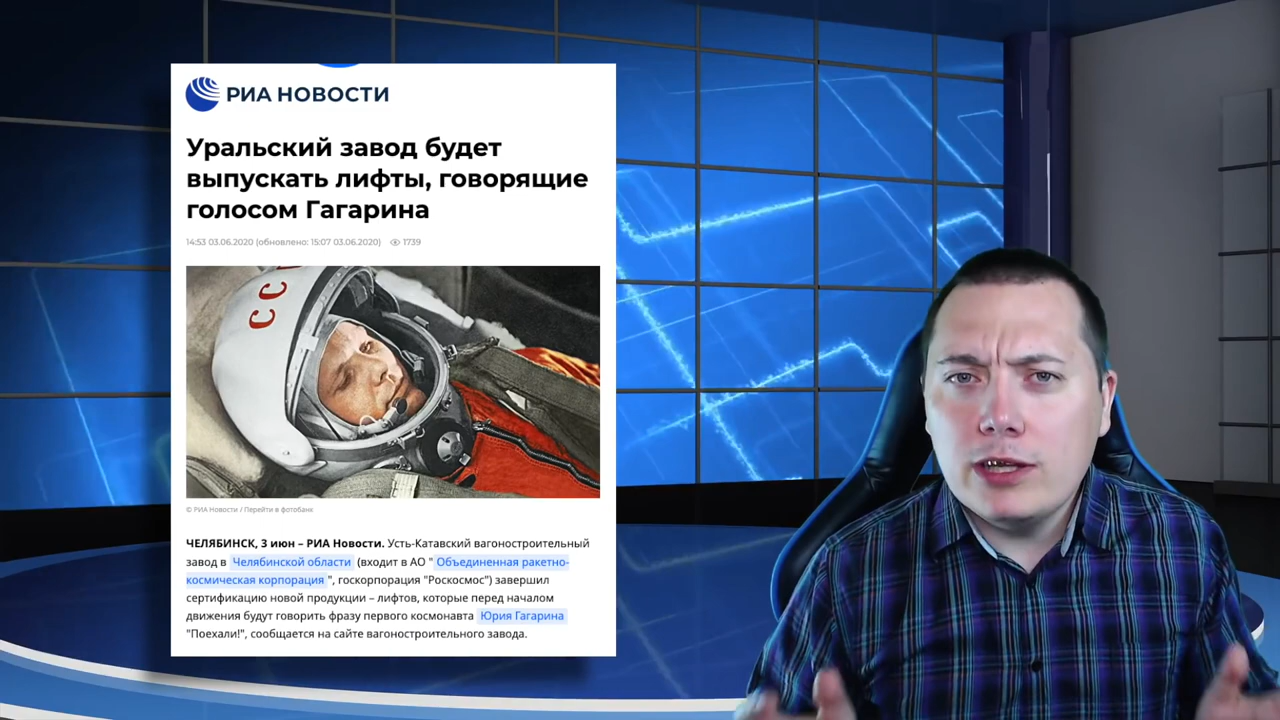 РИА НОВОСТИ
Уральский завод будет
выпускать лифты, говорящие
голосом Гагарина
14:53 03.06.2020 (обновлено: 15:07 03.06.2020) 1739
ССС
© РИА Новости / Перейти в фотобанк
ЧЕЛЯБИНСК, 3 июн – РИА Новости. Усть-Катавский вагоностроительный
завод в Челябинской области (входит в АО " Объединенная ракетно-
космическая корпорация ", госкорпорация "Роскосмос") завершил
сертификацию новой продукции – лифтов, которые перед началом
движения будут говорить фразу первого космонавта Юрия Гагарина
"Поехали!", сообщается на сайте вагоностроительного завода.